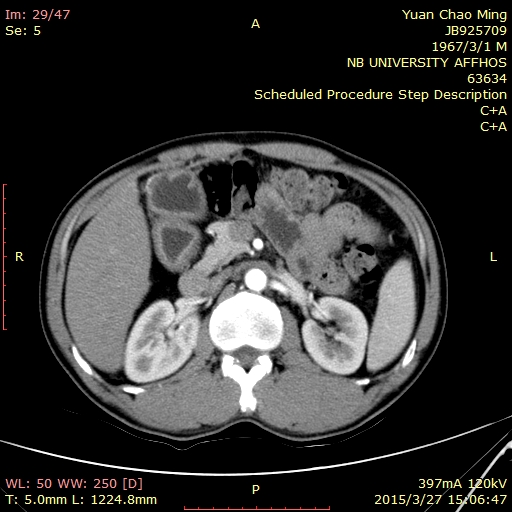 Im: 29/47
Se: 5
A
Yuan Chao Ming
JB925709
1967/3/1 M
NB UNIVERSITY AFFHOS
63634
Scheduled Procedure Step Description
C+A
C+A
R
L
WL: 50 WW: 250 [D]
T: 5.0mm L: 1224.8mm
P
397mA 120kV
2015/3/27 15:06:47